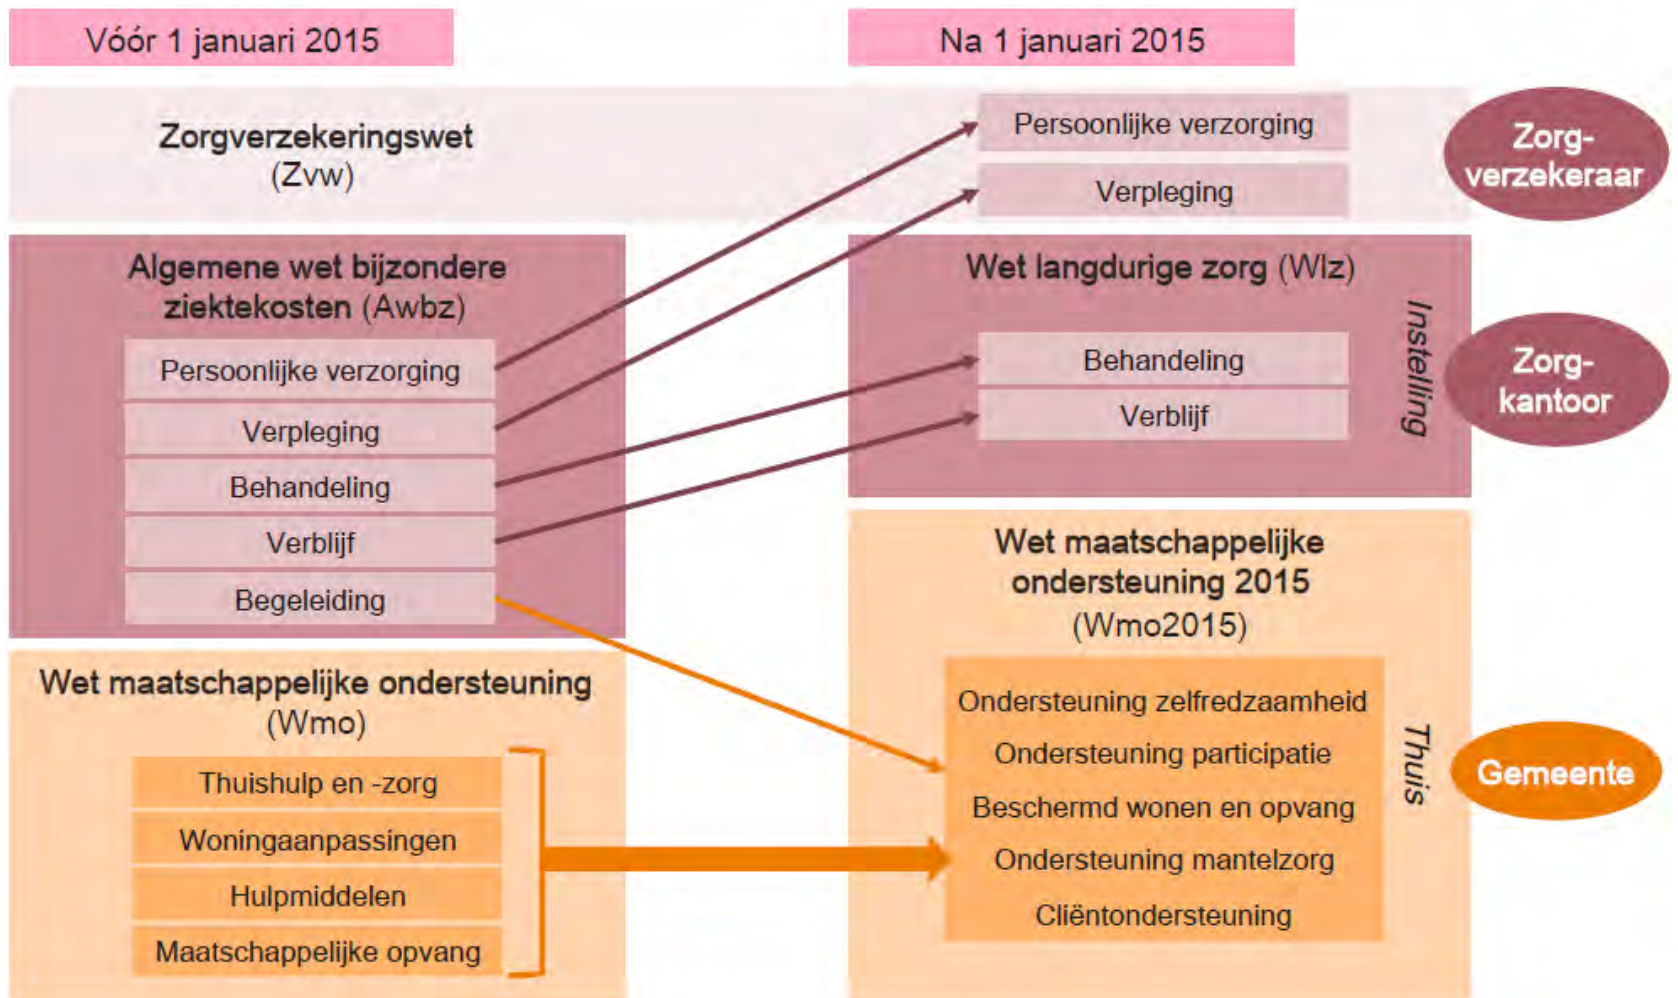 Vóór 1 januari 2015
Na 1 januari 2015
Zorgverzekeringswet
(Zvw)
Persoonlijke verzorging
Verpleging
Zorg-
verzekeraar
Algemene wet bijzondere
ziektekosten (Awbz)
Persoonlijke verzorging
Verpleging
Behandeling
Verblijf
Begeleiding
Wet langdurige zorg (Wlz)
Behandeling
Verblijf
Instelling
Zorg-
kantoor
Wet maatschappelijke ondersteuning
(Wmo)
Thuishulp en -zorg
Woningaanpassingen
Hulpmiddelen
Maatschappelijke opvang
Wet maatschappelijke
ondersteuning 2015
(Wmo2015)
Ondersteuning zelfredzaamheid
Ondersteuning participatie
Beschermd wonen en opvang
Ondersteuning mantelzorg
Cliëntondersteuning
Thuis
Gemeente